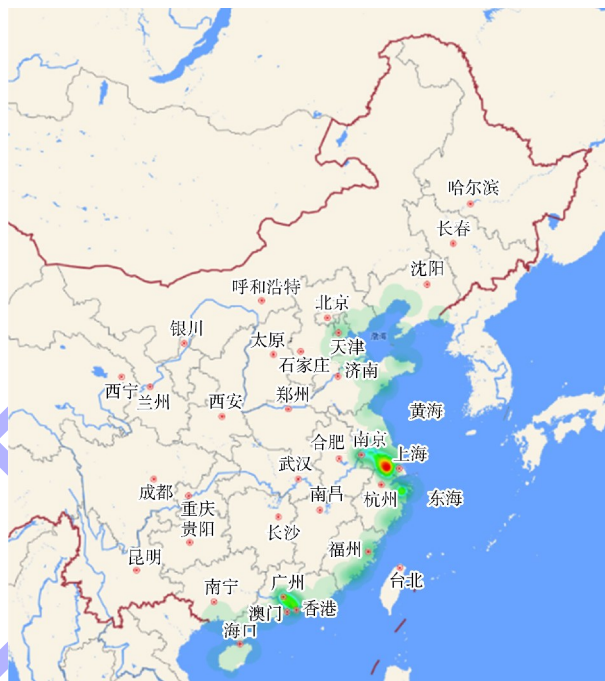 哈尔滨
长春
沈阳
呼和浩特
北京
银川
天津
渤海
太原
石家庄
济南
西宁
兰州
西安
郑州
黄海
合肥
南京
上海
武汉
成都
重庆
南昌
杭州
东海
贵阳
长沙
昆明
福州
台北
南宁
广州
澳门
香港
海口